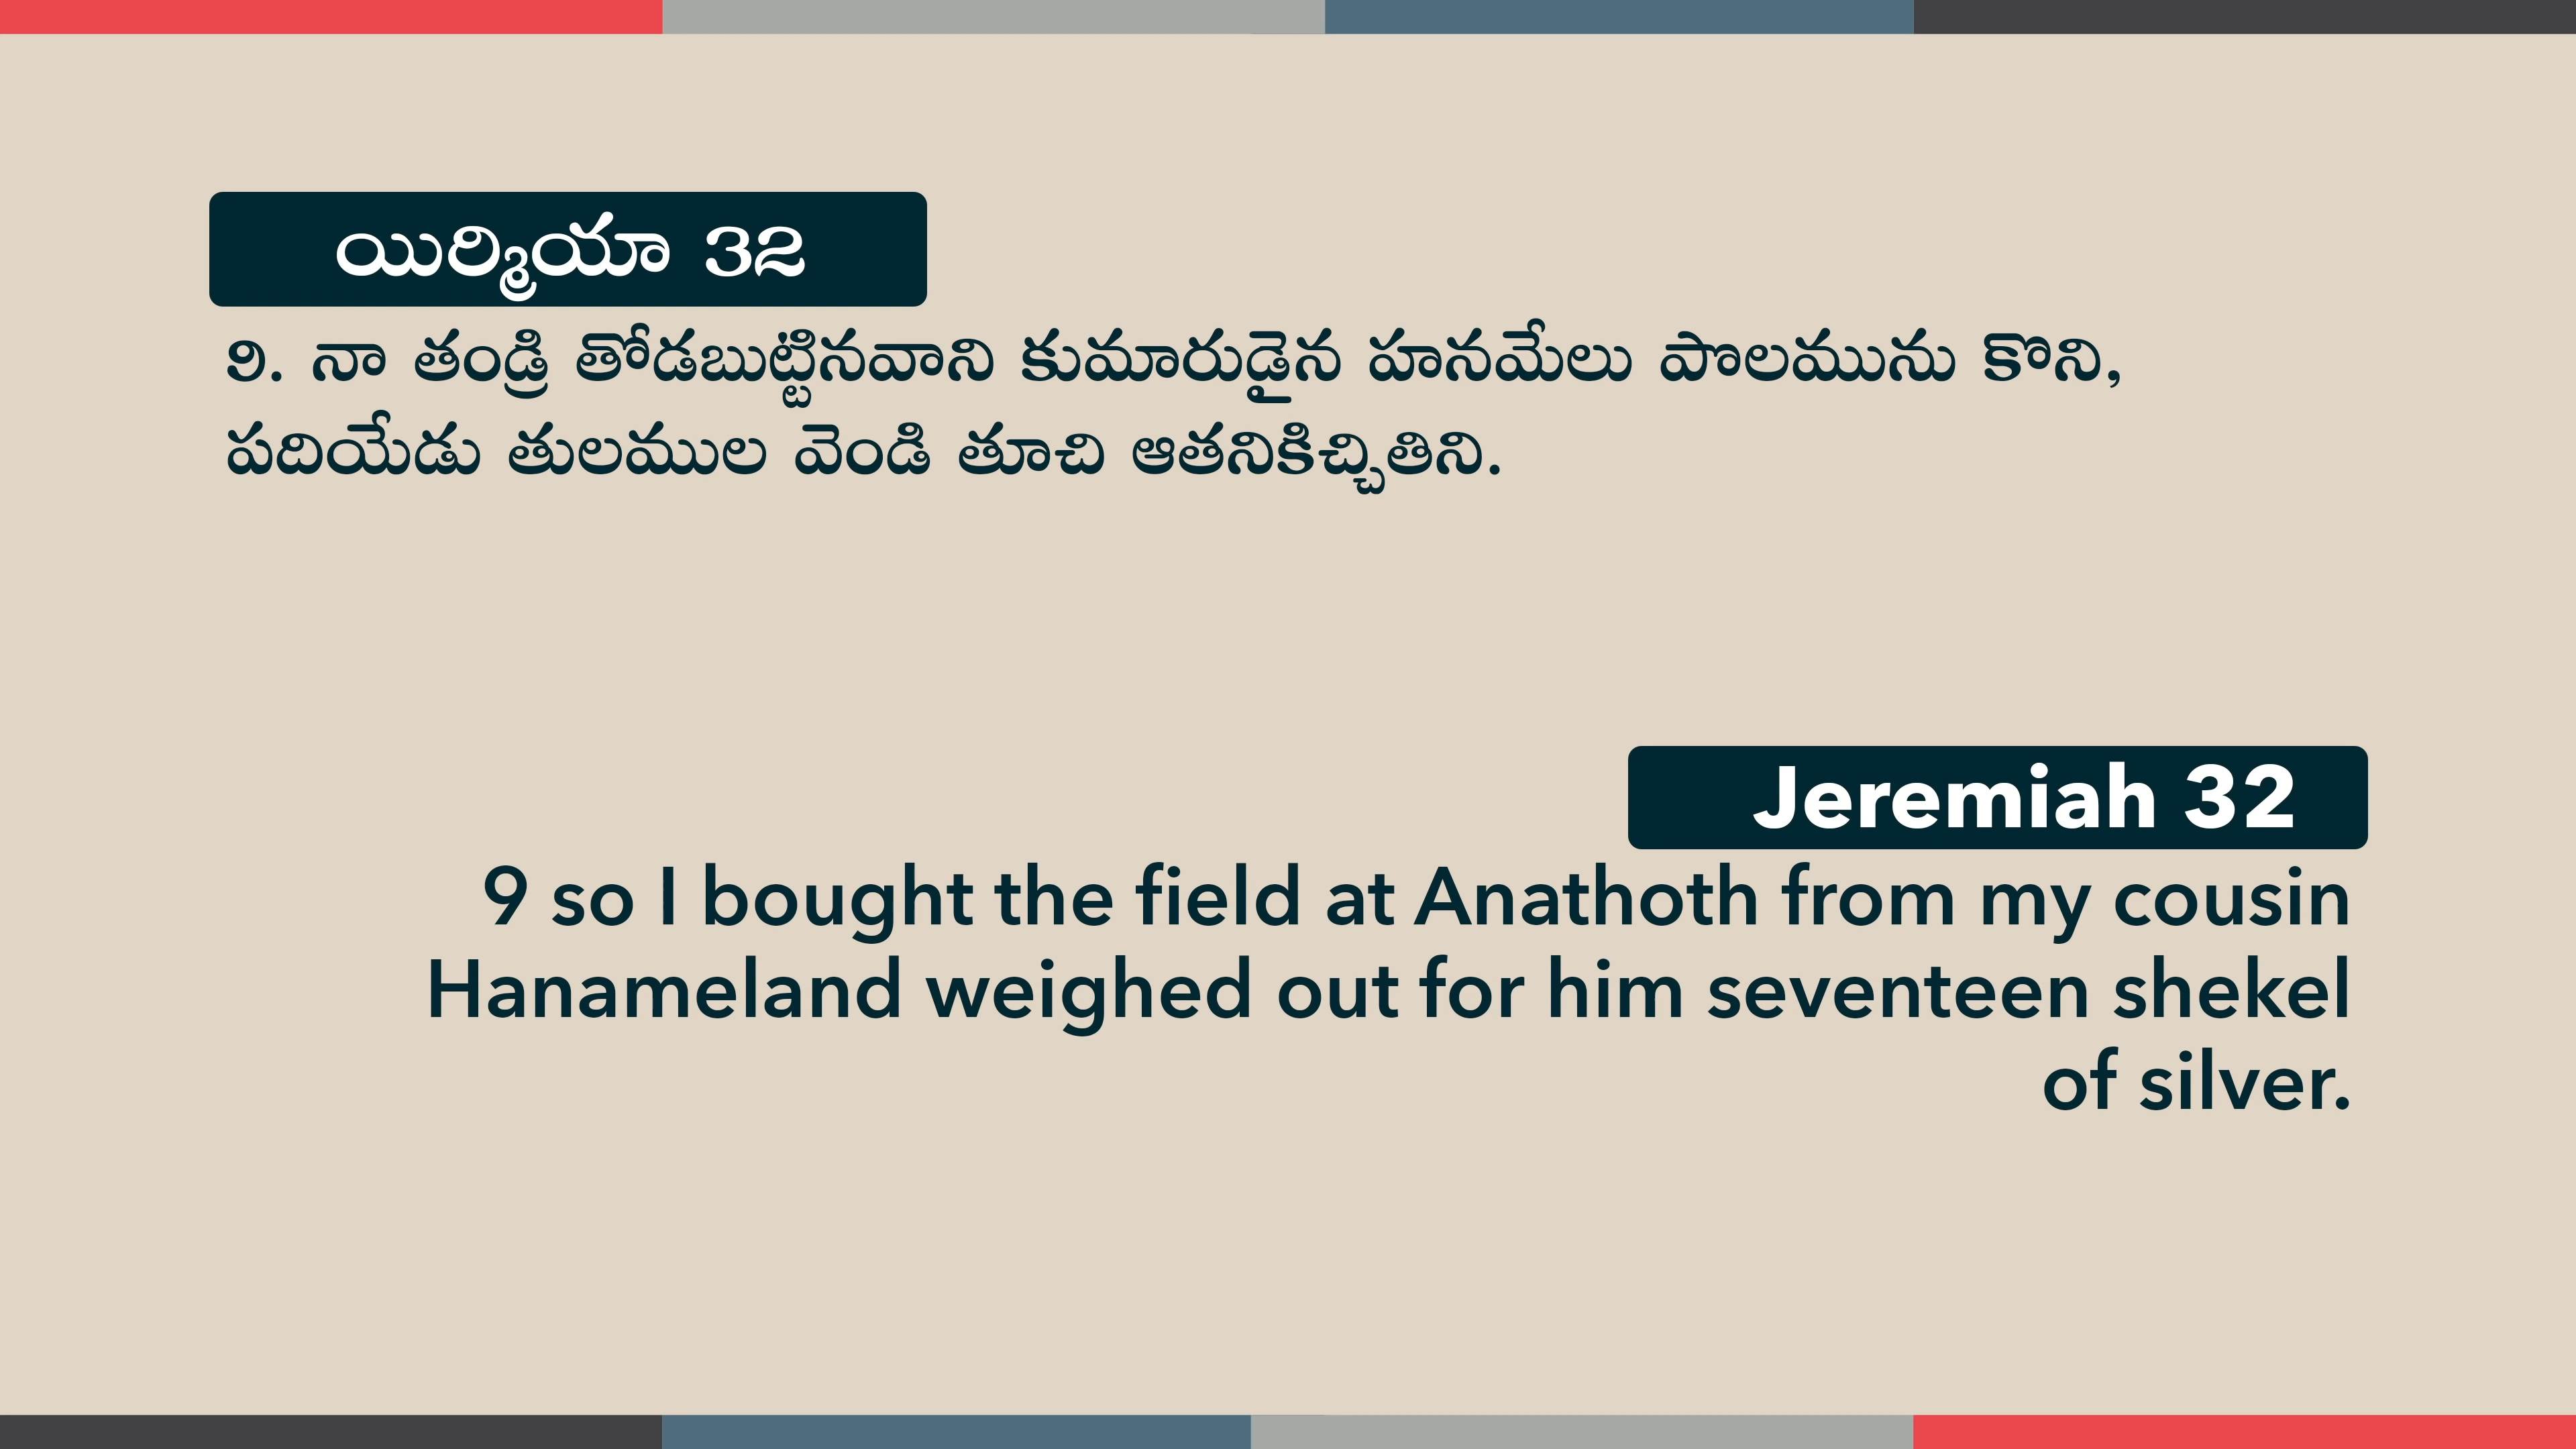 యిర్మియా 32
9. నా తండ్రి తోడబుట్టినవాని కుమారుడైన హనమేలు పొలమును కొని,
పదియేడు తులముల వెండి తూచి ఆతనికిచ్చితిని.
Jeremiah 32
9 so I bought the field at Anathoth from my cousin
Hanameland weighed out for him seventeen shekel
of silver.